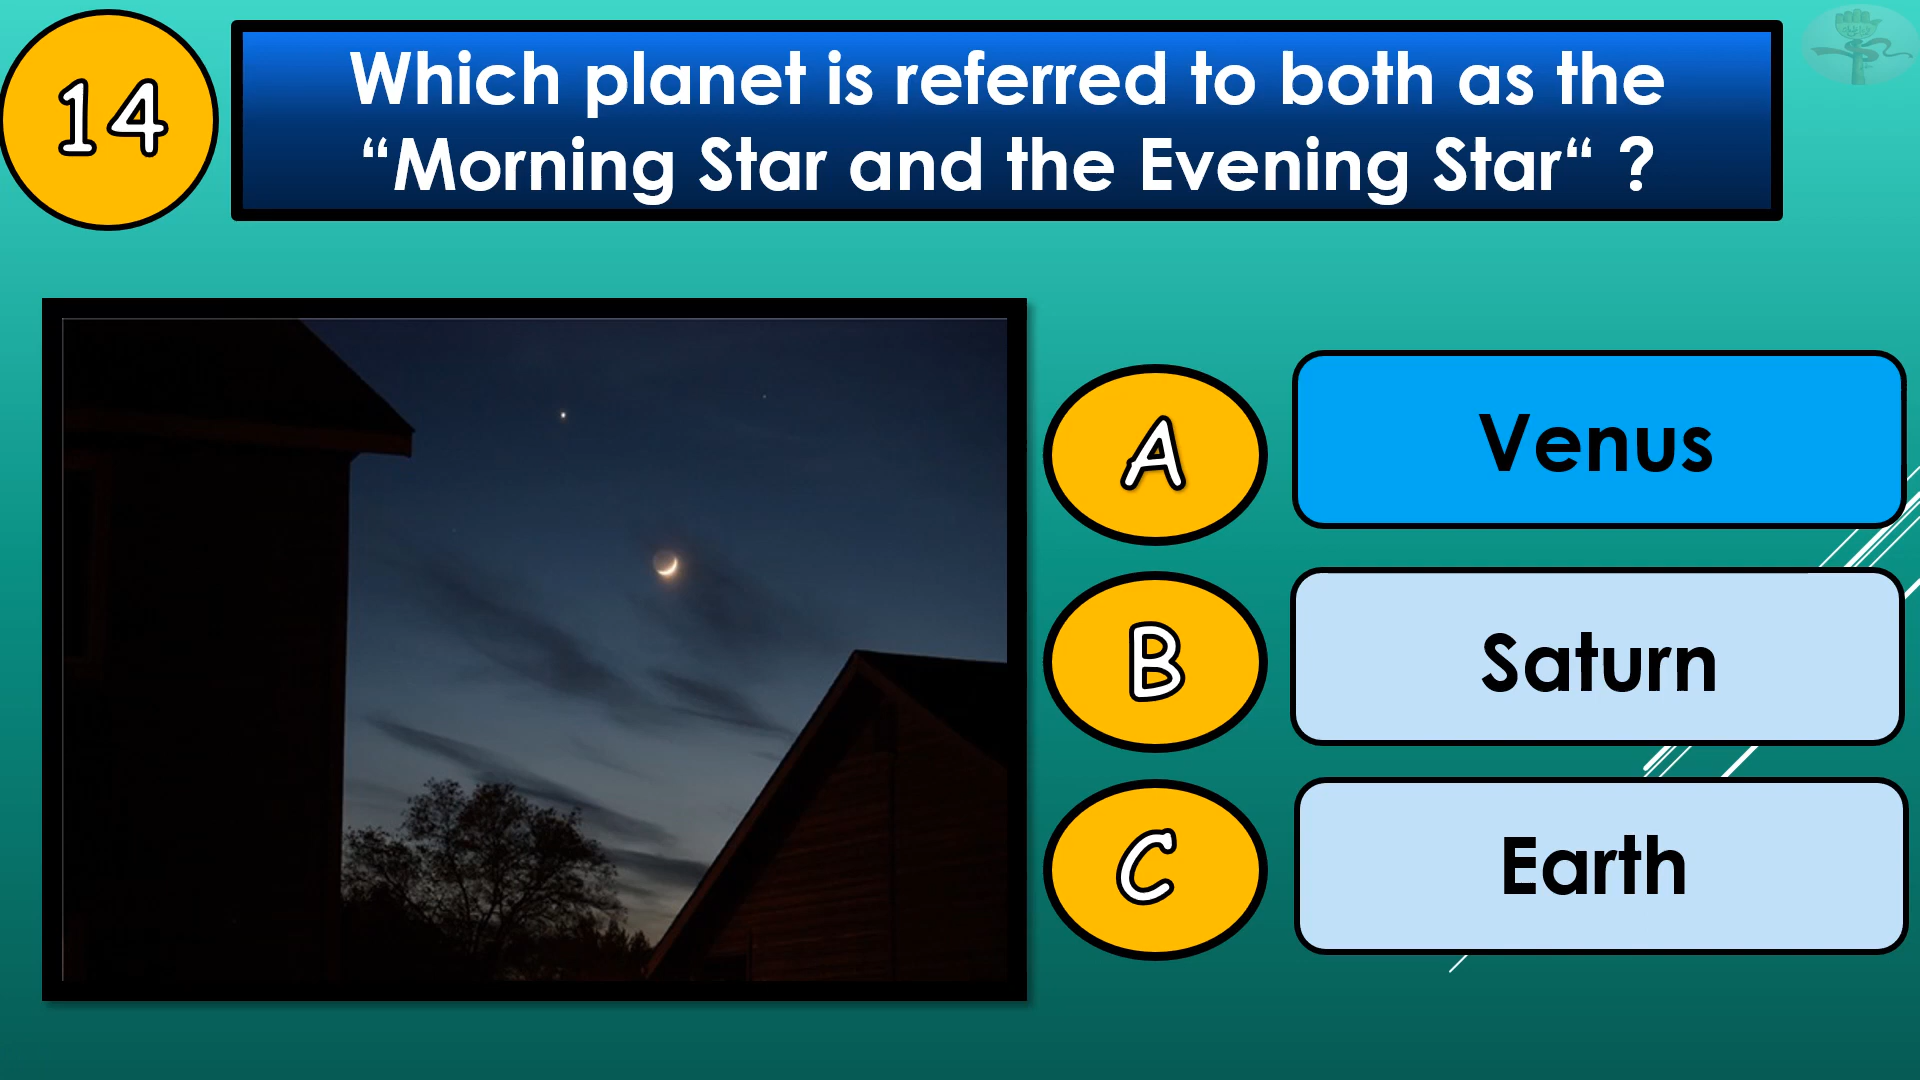 14
Which planet is referred to both as the
“Morning Star and the Evening Star“ ?
A
Venus
B
Saturn
C
Earth